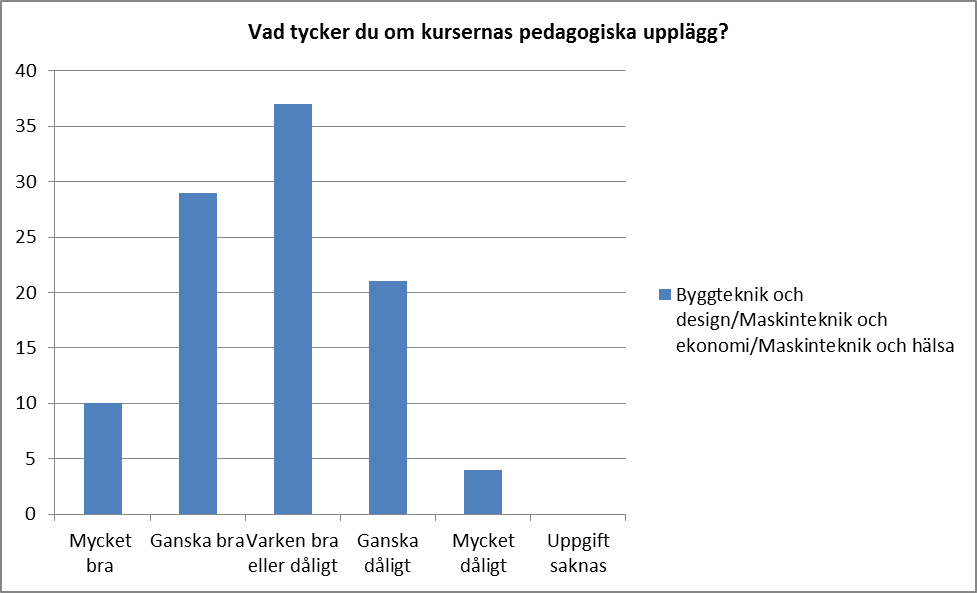 Vad tycker du om kursernas pedagogiska upplägg?
40
35
30
25
20
15
10
5
0
Mycket bra
Ganska bra
Varken bra eller dåligt
Ganska dåligt
Mycket dåligt
Uppgift saknas
Byggteknik och
design/Maskinteknik och
ekonomi/Maskinteknik och hälsa